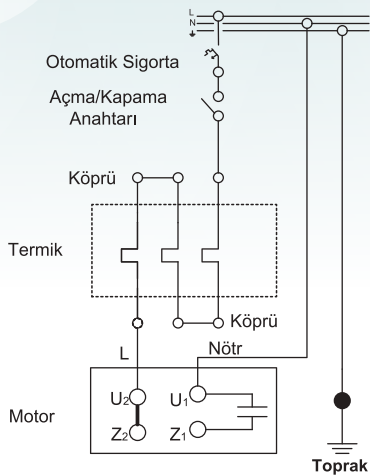 L
N
Otomatik Sigorta
Açma/Kapama
Anahtarı
Köprü
Termik
Köprü
L
Nötr
U2
U1
Motor
Z2
Z1
Toprak